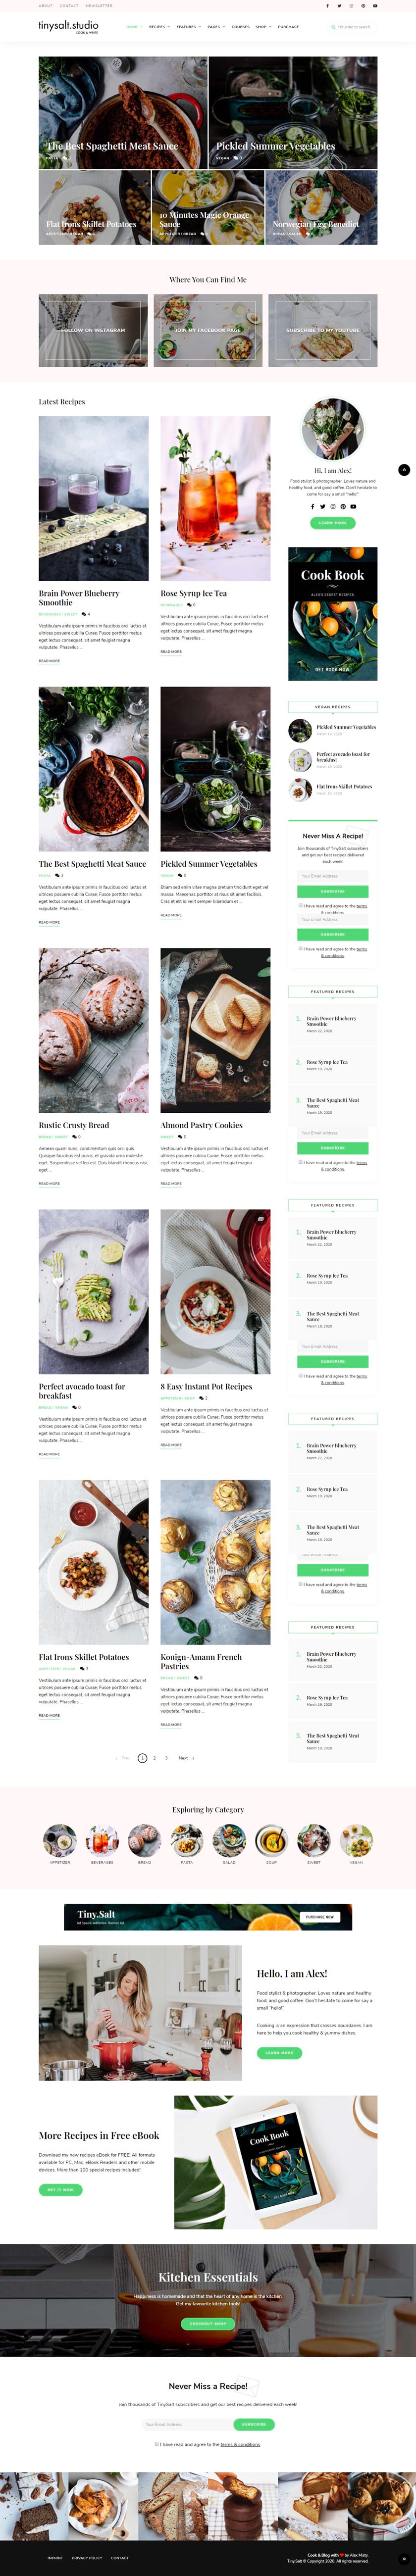 ABOUT CONTACT NEWSLETTER
tinysalt.studio
COOK & WRITE
HOME RECIPES FEATURES PAGES COURSES SHOP PURCHASE
Hit enter to search
The Best Spaghetti Meat Sauce
Pickled Summer Vegetables
VEGAN 0
Flat Irons Skillet Potatoes
APPETIZER / VEGAN
10 Minutes Magic Orange
Sauce
APPETIZER / BREAD
Norwegian Egg Benedict
BREAD / SALAD
Where You Can Find Me
FOLLOW ON INSTAGRAM
JOIN MY FACEBOOK PAGE
SUBSCRIBE TO MY YOUTUBE
Latest Recipes
Brain Power Blueberry
Smoothie
BEVERAGES / SWEET 4
Vestibulum ante ipsum primis in faucibus orci luctus et
ultrices posuere cubilia Curae; Fusce porttitor metus
eget lectus consequat, sit amet feugiat magna
vulputate. Phasellus ...
READ MORE
Rose Syrup Ice Tea
BEVERAGES 0
Vestibulum ante ipsum primis in faucibus orci luctus et
ultrices posuere cubilia Curae; Fusce porttitor metus
eget lectus consequat, sit amet feugiat magna
vulputate. Phasellus ...
READ MORE
The Best Spaghetti Meat Sauce
PASTA 3
Vestibulum ante ipsum primis in faucibus orci luctus et
ultrices posuere cubilia Curae; Fusce porttitor metus
eget lectus consequat, sit amet feugiat magna
vulputate. Phasellus ...
READ MORE
Pickled Summer Vegetables
VEGAN 0
Etiam sed enim vitae magna pretium tincidunt eget vel
massa. Maecenas porttitor at risus sit amet facilisis.
Cras et elit id velit semper bibendum et ...
READ MORE
Rustic Crusty Bread
BREAD / SWEET 0
Aenean quam nunc, condimentum quis orci quis.
Quisque faucibus est purus, et gravida urna molestie
eget. Suspendisse vel leo est. Duis blandit rhoncus nisi,
eget ...
READ MORE
Almond Pastry Cookies
SWEET 0
Vestibulum ante ipsum primis in faucibus orci luctus et
ultrices posuere cubilia Curae; Fusce porttitor metus
eget lectus consequat, sit amet feugiat magna
vulputate. Phasellus ...
READ MORE
Perfect avocado toast for
breakfast
BREAD / VEGAN 0
Vestibulum ante ipsum primis in faucibus orci luctus et
ultrices posuere cubilia Curae; Fusce porttitor metus
eget lectus consequat, sit amet feugiat magna
vulputate. Phasellus ...
READ MORE
8 Easy Instant Pot Recipes
APPETIZER / SOUP 2
Vestibulum ante ipsum primis in faucibus orci luctus et
ultrices posuere cubilia Curae; Fusce porttitor metus
eget lectus consequat, sit amet feugiat magna
vulputate. Phasellus ...
READ MORE
Flat Irons Skillet Potatoes
APPETIZER / VEGAN 3
Vestibulum ante ipsum primis in faucibus orci luctus et
ultrices posuere cubilia Curae; Fusce porttitor metus
eget lectus consequat, sit amet feugiat magna
vulputate. Phasellus ...
READ MORE
Kouign-Amann French
Pastries
BREAD / SWEET 0
Vestibulum ante ipsum primis in faucibus orci luctus et
ultrices posuere cubilia Curae; Fusce porttitor metus
eget lectus consequat, sit amet feugiat magna
vulputate. Phasellus ...
READ MORE
Prev 1 2 3 Next
Hi, I am Alex!
Food stylist & photographer. Loves nature and
healthy food, and good coffee. Don't hesitate to
come for say a small "hello!"
LEARN MORE
Cook Book
ALEX'S SECRET RECIPES
GET BOOK NOW
VEGAN RECIPES
Pickled Summer Vegetables
March 19, 2020
Perfect avocado toast for
breakfast
March 19, 2020
Flat Irons Skillet Potatoes
March 19, 2020
Never Miss A Recipe!
Join thousands of TinySalt subscribers
and get our best recipes delivered
each week!
Your Email Address
SUBSCRIBE
I have read and agree to the terms
& conditions
Your Email Address
SUBSCRIBE
I have read and agree to the terms
& conditions
FEATURED RECIPES
1. Brain Power Blueberry
Smoothie
March 22, 2020
2. Rose Syrup Ice Tea
March 19, 2020
3. The Best Spaghetti Meat
Sauce
March 19, 2020
Your Email Address
SUBSCRIBE
I have read and agree to the terms
& conditions
FEATURED RECIPES
1. Brain Power Blueberry
Smoothie
March 22, 2020
2. Rose Syrup Ice Tea
March 19, 2020
3. The Best Spaghetti Meat
Sauce
March 19, 2020
Your Email Address
SUBSCRIBE
I have read and agree to the terms
& conditions
FEATURED RECIPES
1. Brain Power Blueberry
Smoothie
March 22, 2020
2. Rose Syrup Ice Tea
March 19, 2020
3. The Best Spaghetti Meat
Sauce
March 19, 2020
Your Email Address
SUBSCRIBE
I have read and agree to the terms
& conditions
FEATURED RECIPES
1. Brain Power Blueberry
Smoothie
March 22, 2020
2. Rose Syrup Ice Tea
March 19, 2020
3. The Best Spaghetti Meat
Sauce
March 19, 2020
Exploring by Category
APPETIZER BEVERAGES BREAD PASTA SALAD SOUP SWEET VEGAN
Tiny.Salt
Ad Space Additional Banner Ad.
PURCHASE NOW
Hello, I am Alex!
Food stylist & photographer. Loves nature and healthy
food, and good coffee. Don't hesitate to come for say a
small "hello!"
Cooking is an expression that crosses boundaries. I am
here to help you cook healthy & yummy dishes.
LEARN MORE
More Recipes in Free eBook
Download my new recipes eBook for FREE! All formats
available for PC, Mac, eBook Readers and other mobile
devices. More than 100 special recipes included!
GET IT NOW
Cook Book
GET BOOK NOW
Kitchen Essentials
Happiness is homemade and that the heart of any home is the kitchen.
Get my favourite kitchen tools!
CHECKOUT SHOP
Never Miss a Recipe!
Join thousands of TinySalt subscribers and get our best recipes delivered each week!
Your Email Address
SUBSCRIBE
I have read and agree to the terms & conditions
IMPRINT PRIVACY POLICY CONTACT
Cook & Blog with ❤ by Alex Misty
Tiny.Salt © Copyright 2020. All rights reserved.